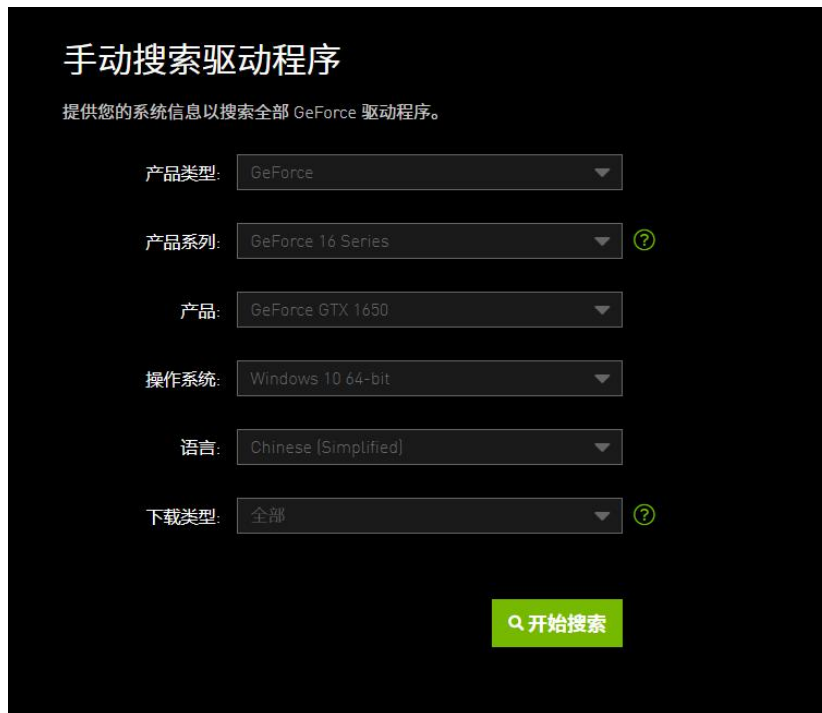 手动搜索驱动程序
提供您的系统信息以搜索全部 GeForce 驱动程序。
产品类型: GeForce
产品系列: GeForce 16 Series
产品: GeForce GTX 1650
操作系统: Windows 10 64-bit
语言: Chinese (Simplified)
下载类型: 全部
开始搜索